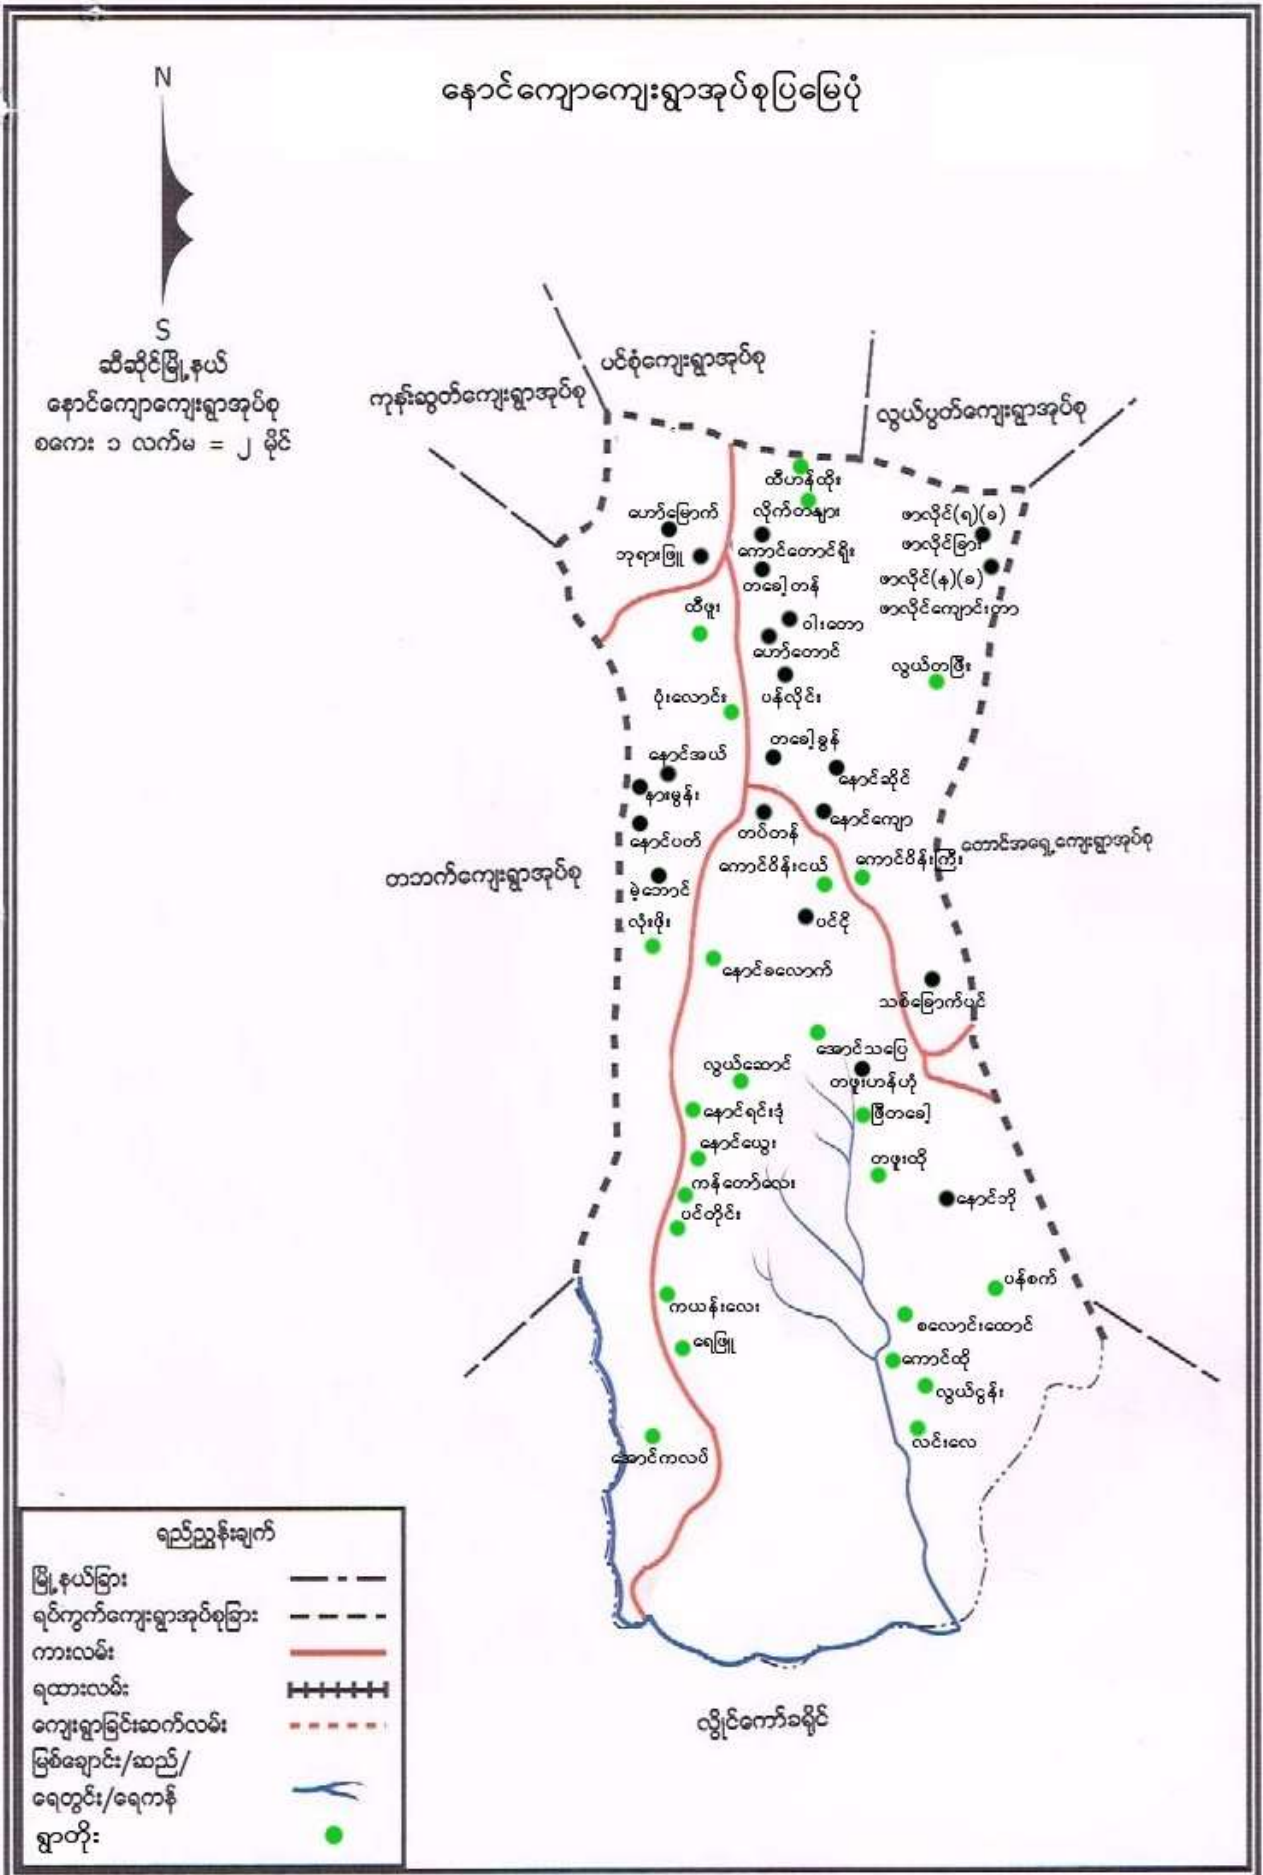 နောင်ကျောကျေးရွာအုပ်စုပြမြေပုံ
N
S
ဆီဆိုင်မြို့နယ်
နောင်ကျောကျေးရွာအုပ်စု
စကေး ၁ လက်မ = ၂ မိုင်
ပင်စုံကျေးရွာအုပ်စု
ကုန်းဆွတ်ကျေးရွာအုပ်စု
လွယ်ပွတ်ကျေးရွာအုပ်စု
ထီဟန်ထိုး
ဟော်မြောက်
လိုက်တများ
ဖာလိုင်(ရ)(ခ)
ဘုရားဖြူ
ကောင်တောင်ရိုး
ဖာလိုင်ခြား
တခေါ့တန်
ဖာလိုင်(န)(ခ)
ထီဖူး
ဖာလိုင်ကျောင်းတာ
ဝါးတော
ဟော်တောင်
လွယ်တဖြီး
ပုံးလောင်း
ပန်လိုင်း
တခေါ့ခွန်
နောင်အယ်
နောင်ဆိုင်
နားမွန်း
နောင်ကျော
နောင်ပတ်
တပ်တန်
တောင်အရှေ့ကျေးရွာအုပ်စု
ကောင်ဝိန်းငယ်
ကောင်ဝိန်းကြီး
တဘက်ကျေးရွာအုပ်စု
မဲ့ဘောင်
လုံးဖိုး
ပင်ငို
နောင်ခလောက်
သစ်ခြောက်ပင်
အောင်သပြေ
လွယ်ဆောင်
တဖူးဟန်ဟုံ
နောင်ရင်းဒုံ
ဖြီတခေါ့
နောင်ယွေး
တဖူးထို
ကန်တော်လေး
နောင်ဘို
ပင်တိုင်း
ပန်စက်
ကယန်းလေး
စလောင်းထောင်
ရေဖြူ
ကောင်ထို
လွယ်ငွန်း
လင်းလေ
အောင်ကလပ်
ရည်ညွှန်းချက်
မြို့နယ်ခြား
ရပ်ကွက်ကျေးရွာအုပ်စုခြား
ကားလမ်း
ရထားလမ်း
ကျေးရွာခြင်းဆက်လမ်း
မြစ်ချောင်း/ဆည်/
ရေတွင်း/ရေကန်
ရွာတိုး
လွိုင်ကော်ခရိုင်